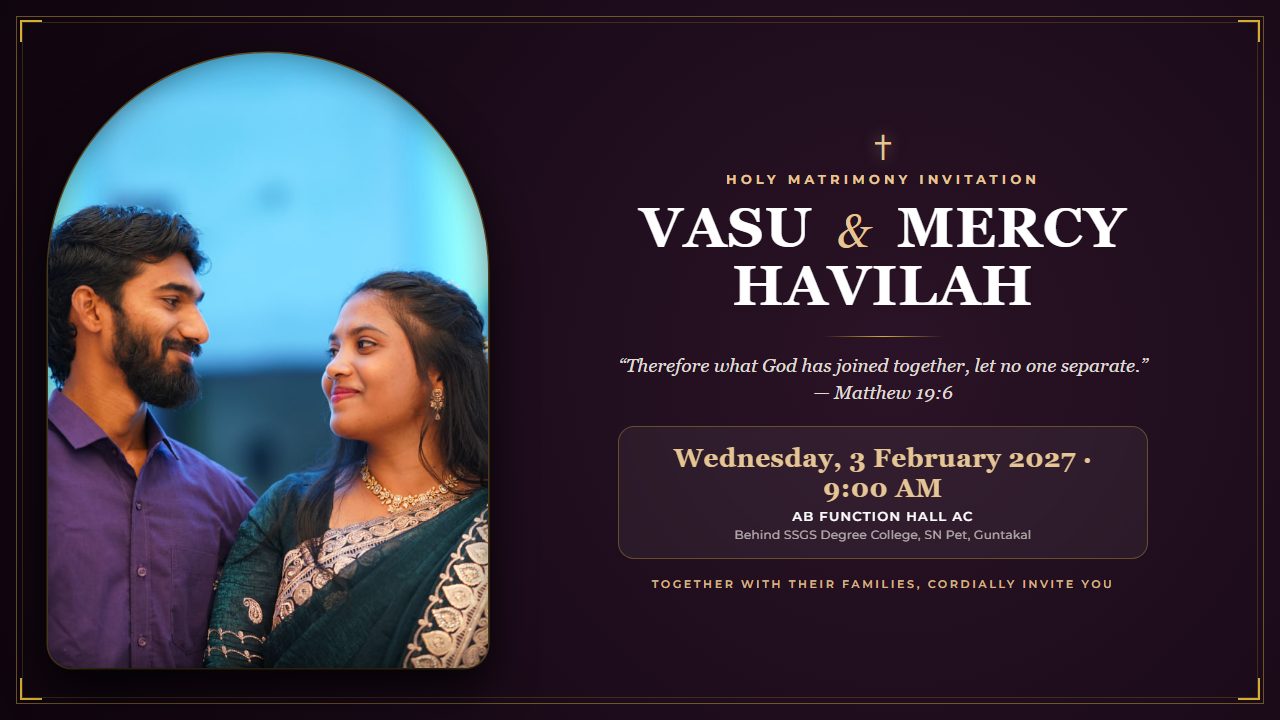 HOLY MATRIMONY INVITATION
VASU & MERCY
HAVILAH
“Therefore what God has joined together, let no one separate.”
— Matthew 19:6
Wednesday, 3 February 2027 ·
9:00 AM
AB FUNCTION HALL AC
Behind SSGS Degree College, SN Pet, Guntakal
TOGETHER WITH THEIR FAMILIES, CORDIALLY INVITE YOU